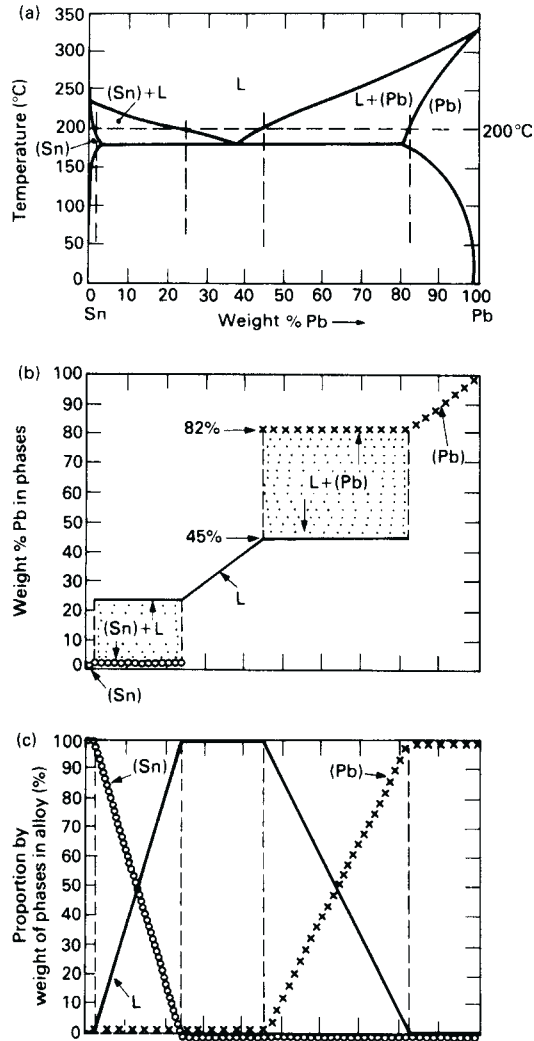 (a)
350
300
250
200
150
100
50
0
Temperature (°C)
(Sn)+L
L
L+(Pb)
(Pb)
(Sn)
200°C
0 10 20 30 40 50 60 70 80 90 100
Sn Weight % Pb → Pb
(b)
100
90
80
70
60
50
40
30
20
10
0
Weight % Pb in phases
82%
45%
(Pb)
L+(Pb)
L
(Sn)+L
(Sn)
(c)
100
90
80
70
60
50
40
30
20
10
0
Proportion by
weight of phases in alloy (%)
(Sn)
(Pb)
L